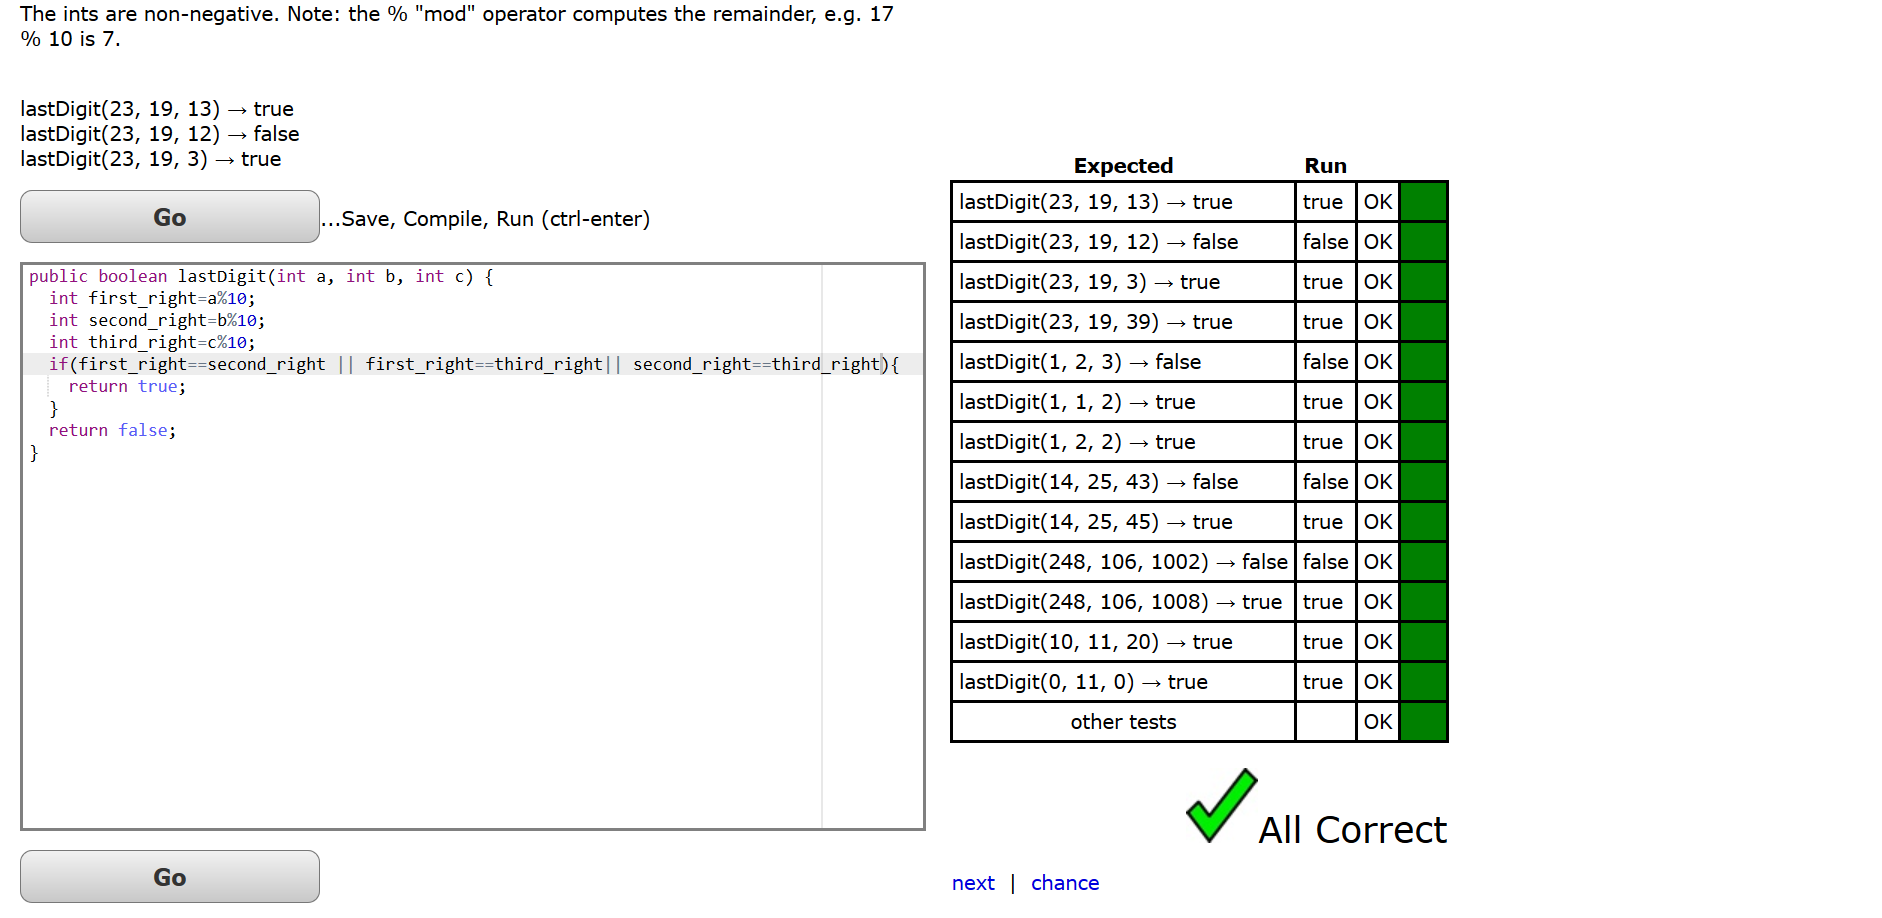 The ints are non-negative. Note: the % "mod" operator computes the remainder, e.g. 17
% 10 is 7.
lastDigit(23, 19, 13) → true
lastDigit(23, 19, 12) → false
lastDigit(23, 19, 3) → true
Go
...Save, Compile, Run (ctrl-enter)
public boolean lastDigit(int a, int b, int c) {
  int first_right=a%10;
  int second_right=b%10;
  int third_right=c%10;
  if(first_right==second_right || first_right==third_right|| second_right==third_right){
    return true;
  }
  return false;
}
Go
Expected Run
lastDigit(23, 19, 13) → true true OK
lastDigit(23, 19, 12) → false false OK
lastDigit(23, 19, 3) → true true OK
lastDigit(23, 19, 39) → true true OK
lastDigit(1, 2, 3) → false false OK
lastDigit(1, 1, 2) → true true OK
lastDigit(1, 2, 2) → true true OK
lastDigit(14, 25, 43) → false false OK
lastDigit(14, 25, 45) → true true OK
lastDigit(248, 106, 1002) → false false OK
lastDigit(248, 106, 1008) → true true OK
lastDigit(10, 11, 20) → true true OK
lastDigit(0, 11, 0) → true true OK
other tests OK
All Correct
next | chance